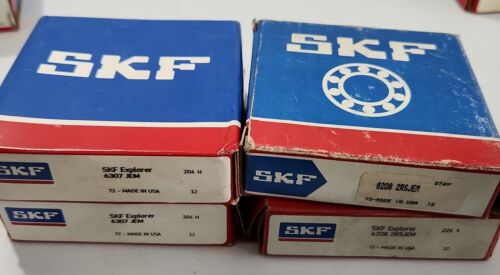 SKF
SKF
SKF
SKF Explorer
6307 JEM
204 H
72 - MADE IN USA
12
SKF
27AV
6208 2RSJEM
72-MADE IN USA 12
SKF
SKF Explorer
6307 JEM
204 H
72 - MADE IN USA
12
SKF
SKF Explorer
6208 2RSJEM
72 - MADE IN USA
12